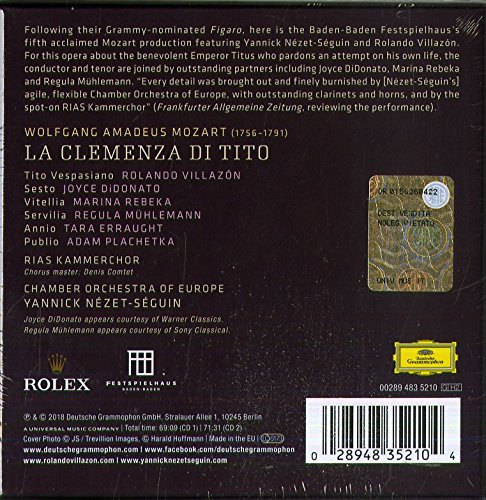 Following their Grammy-nominated Figaro, here is the Baden-Baden Festspielhaus's
fifth acclaimed Mozart production featuring Yannick Nézet-Séguin and Rolando Villazón.
For this opera about the benevolent Emperor Titus who pardons an attempt on his own life, the
conductor and tenor are joined by outstanding partners including Joyce DiDonato, Marina Rebeka
and Regula Mühlemann. "Every detail was brought out and finely burnished by [Nézet-Séguin's]
agile, flexible Chamber Orchestra of Europe, with outstanding clarinets and horns, and by the
spot-on RIAS Kammerchor" (Frankfurter Allgemeine Zeitung, reviewing the performance).
WOLFGANG AMADEUS MOZART (1756–1791)
LA CLEMENZA DI TITO
Tito Vespasiano ROLANDO VILLAZÓN
Sesto JOYCE DiDONATO
Vitellia MARINA REBEKA
Servilia REGULA MÜHLEMANN
Annio TARA ERRAUGHT
Publio ADAM PLACHETKA
RIAS KAMMERCHOR
Chorus master: Denis Comtet
CHAMBER ORCHESTRA OF EUROPE
YANNICK NÉZET-SÉGUIN
Joyce DiDonato appears courtesy of Warner Classics.
Regula Mühlemann appears courtesy of Sony Classical.
DEST VENDITA
NOLEG VIETATO
UNIV MUS IT
ROLEX
FESTSPIELHAUS
BADEN-BADEN
Deutsche
Grammophon
00289 483 5210 GEH2
℗ & © 2018 Deutsche Grammophon GmbH, Stralauer Allee 1, 10245 Berlin
A UNIVERSAL MUSIC COMPANY | Total time: 69:09 (CD 1) | 71:31 (CD 2)
Cover Photo © JS / Trevillion Images, © Harald Hoffmann | Made in the EU
www.deutschegrammophon.com www.facebook.com/deutschegrammophon
www.rolandovillazon.com www.yannicknezetseguin.com
0 28948 35210 4